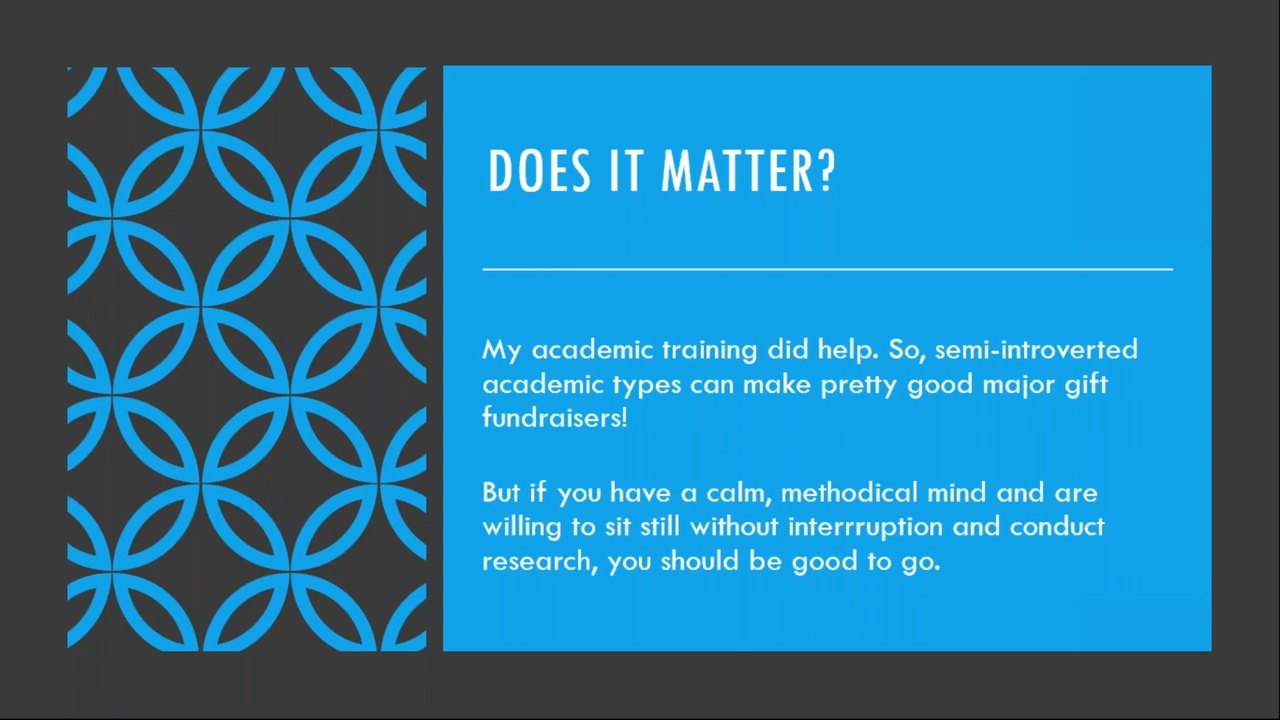 DOES IT MATTER?
My academic training did help. So, semi-introverted
academic types can make pretty good major gift
fundraisers!
But if you have a calm, methodical mind and are
willing to sit still without interrruption and conduct
research, you should be good to go.